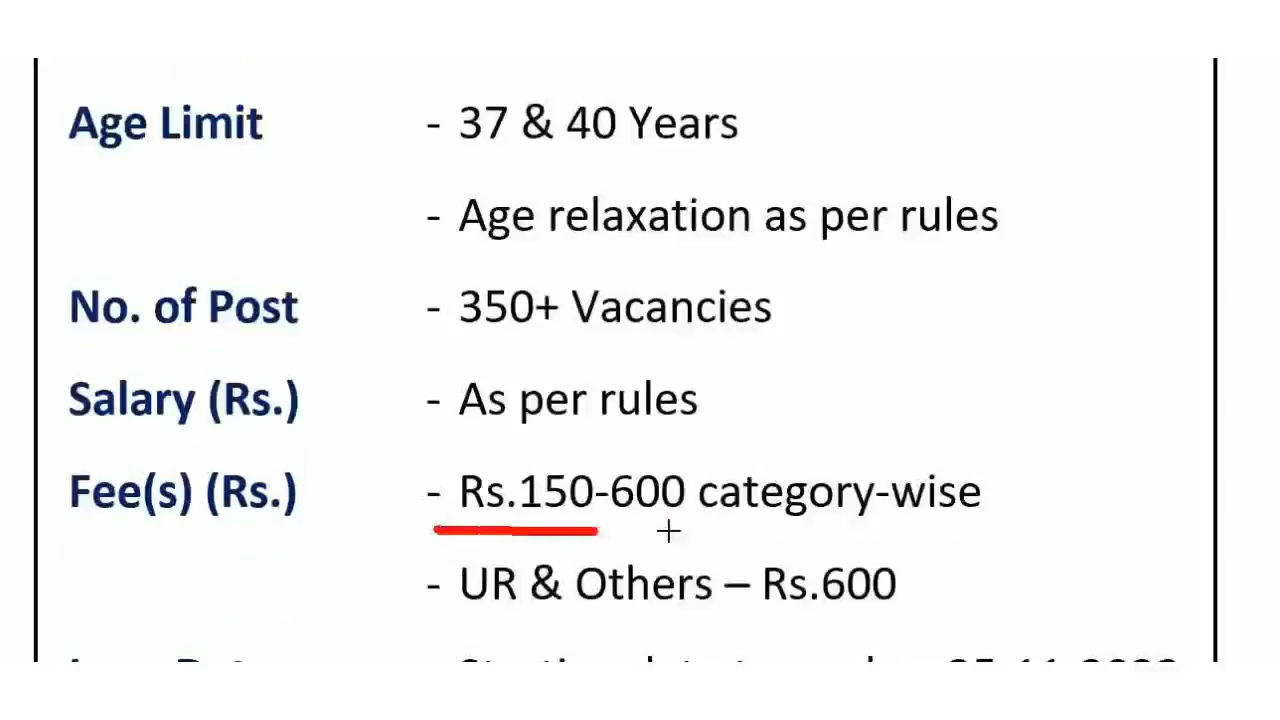 Age Limit - 37 & 40 Years
- Age relaxation as per rules
No. of Post - 350+ Vacancies
Salary (Rs.) - As per rules
Fee(s) (Rs.) - Rs.150-600 category-wise
- UR & Others – Rs.600